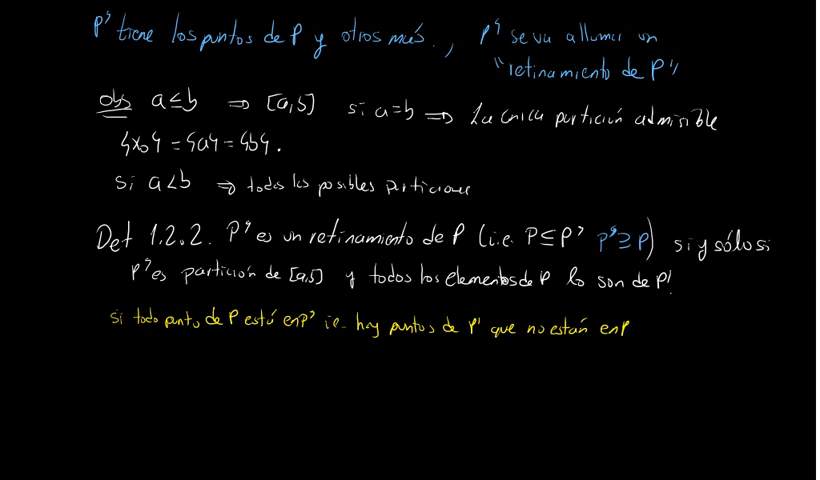 P' tiene los puntos de P y otros más., P' se va a llamar un
"refinamiento de P"
obs a≤b ⇒ [a,b] si a=b ⇒ La única partición admisible
{x₀} = {a} = {b}.
si a<b ⇒ todas las posibles particiones
Def 1.2.2. P' es un refinamiento de P (i.e. P≤P' P'≥P) si y sólo si
P' es partición de [a,b] y todos los elementos de P lo son de P'.
si todo punto de P está en P' i.e. hay puntos de P' que no están en P